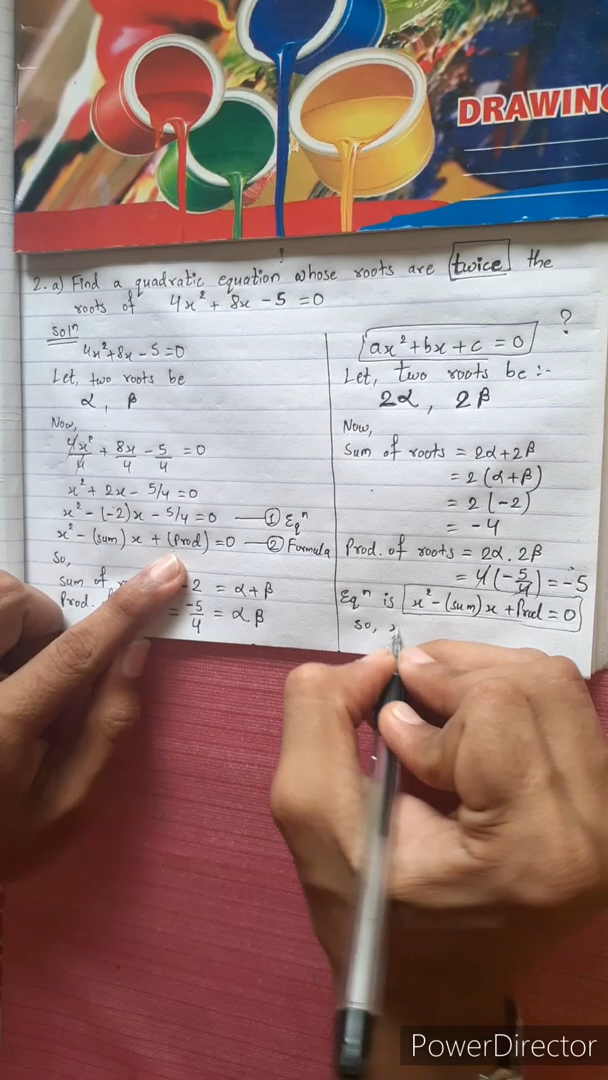 DRAWING
?
2. a) Find a quadratic equation whose roots are twice the
roots of 4x² + 8x - 5 = 0
Solⁿ
4x² + 8x - 5 = 0
Let, two roots be
α, β
Now,
4x²/4 + 8x/4 - 5/4 = 0
x² + 2x - 5/4 = 0
x² - (-2)x - 5/4 = 0 — ① Eqⁿ
x² - (sum)x + (Prod) = 0 — ② Formula
So,
Sum of -2 = α+β
Prod. = -5/4 = αβ
?
ax² + bx + c = 0
Let, two roots be :-
2α, 2β
Now,
Sum of roots = 2α + 2β
= 2(α+β)
= 2(-2)
= -4
Prod. of roots = 2α. 2β
= 4(-5/4) = -5
Eqⁿ is x² - (sum)x + Prod = 0
So,
PowerDirector